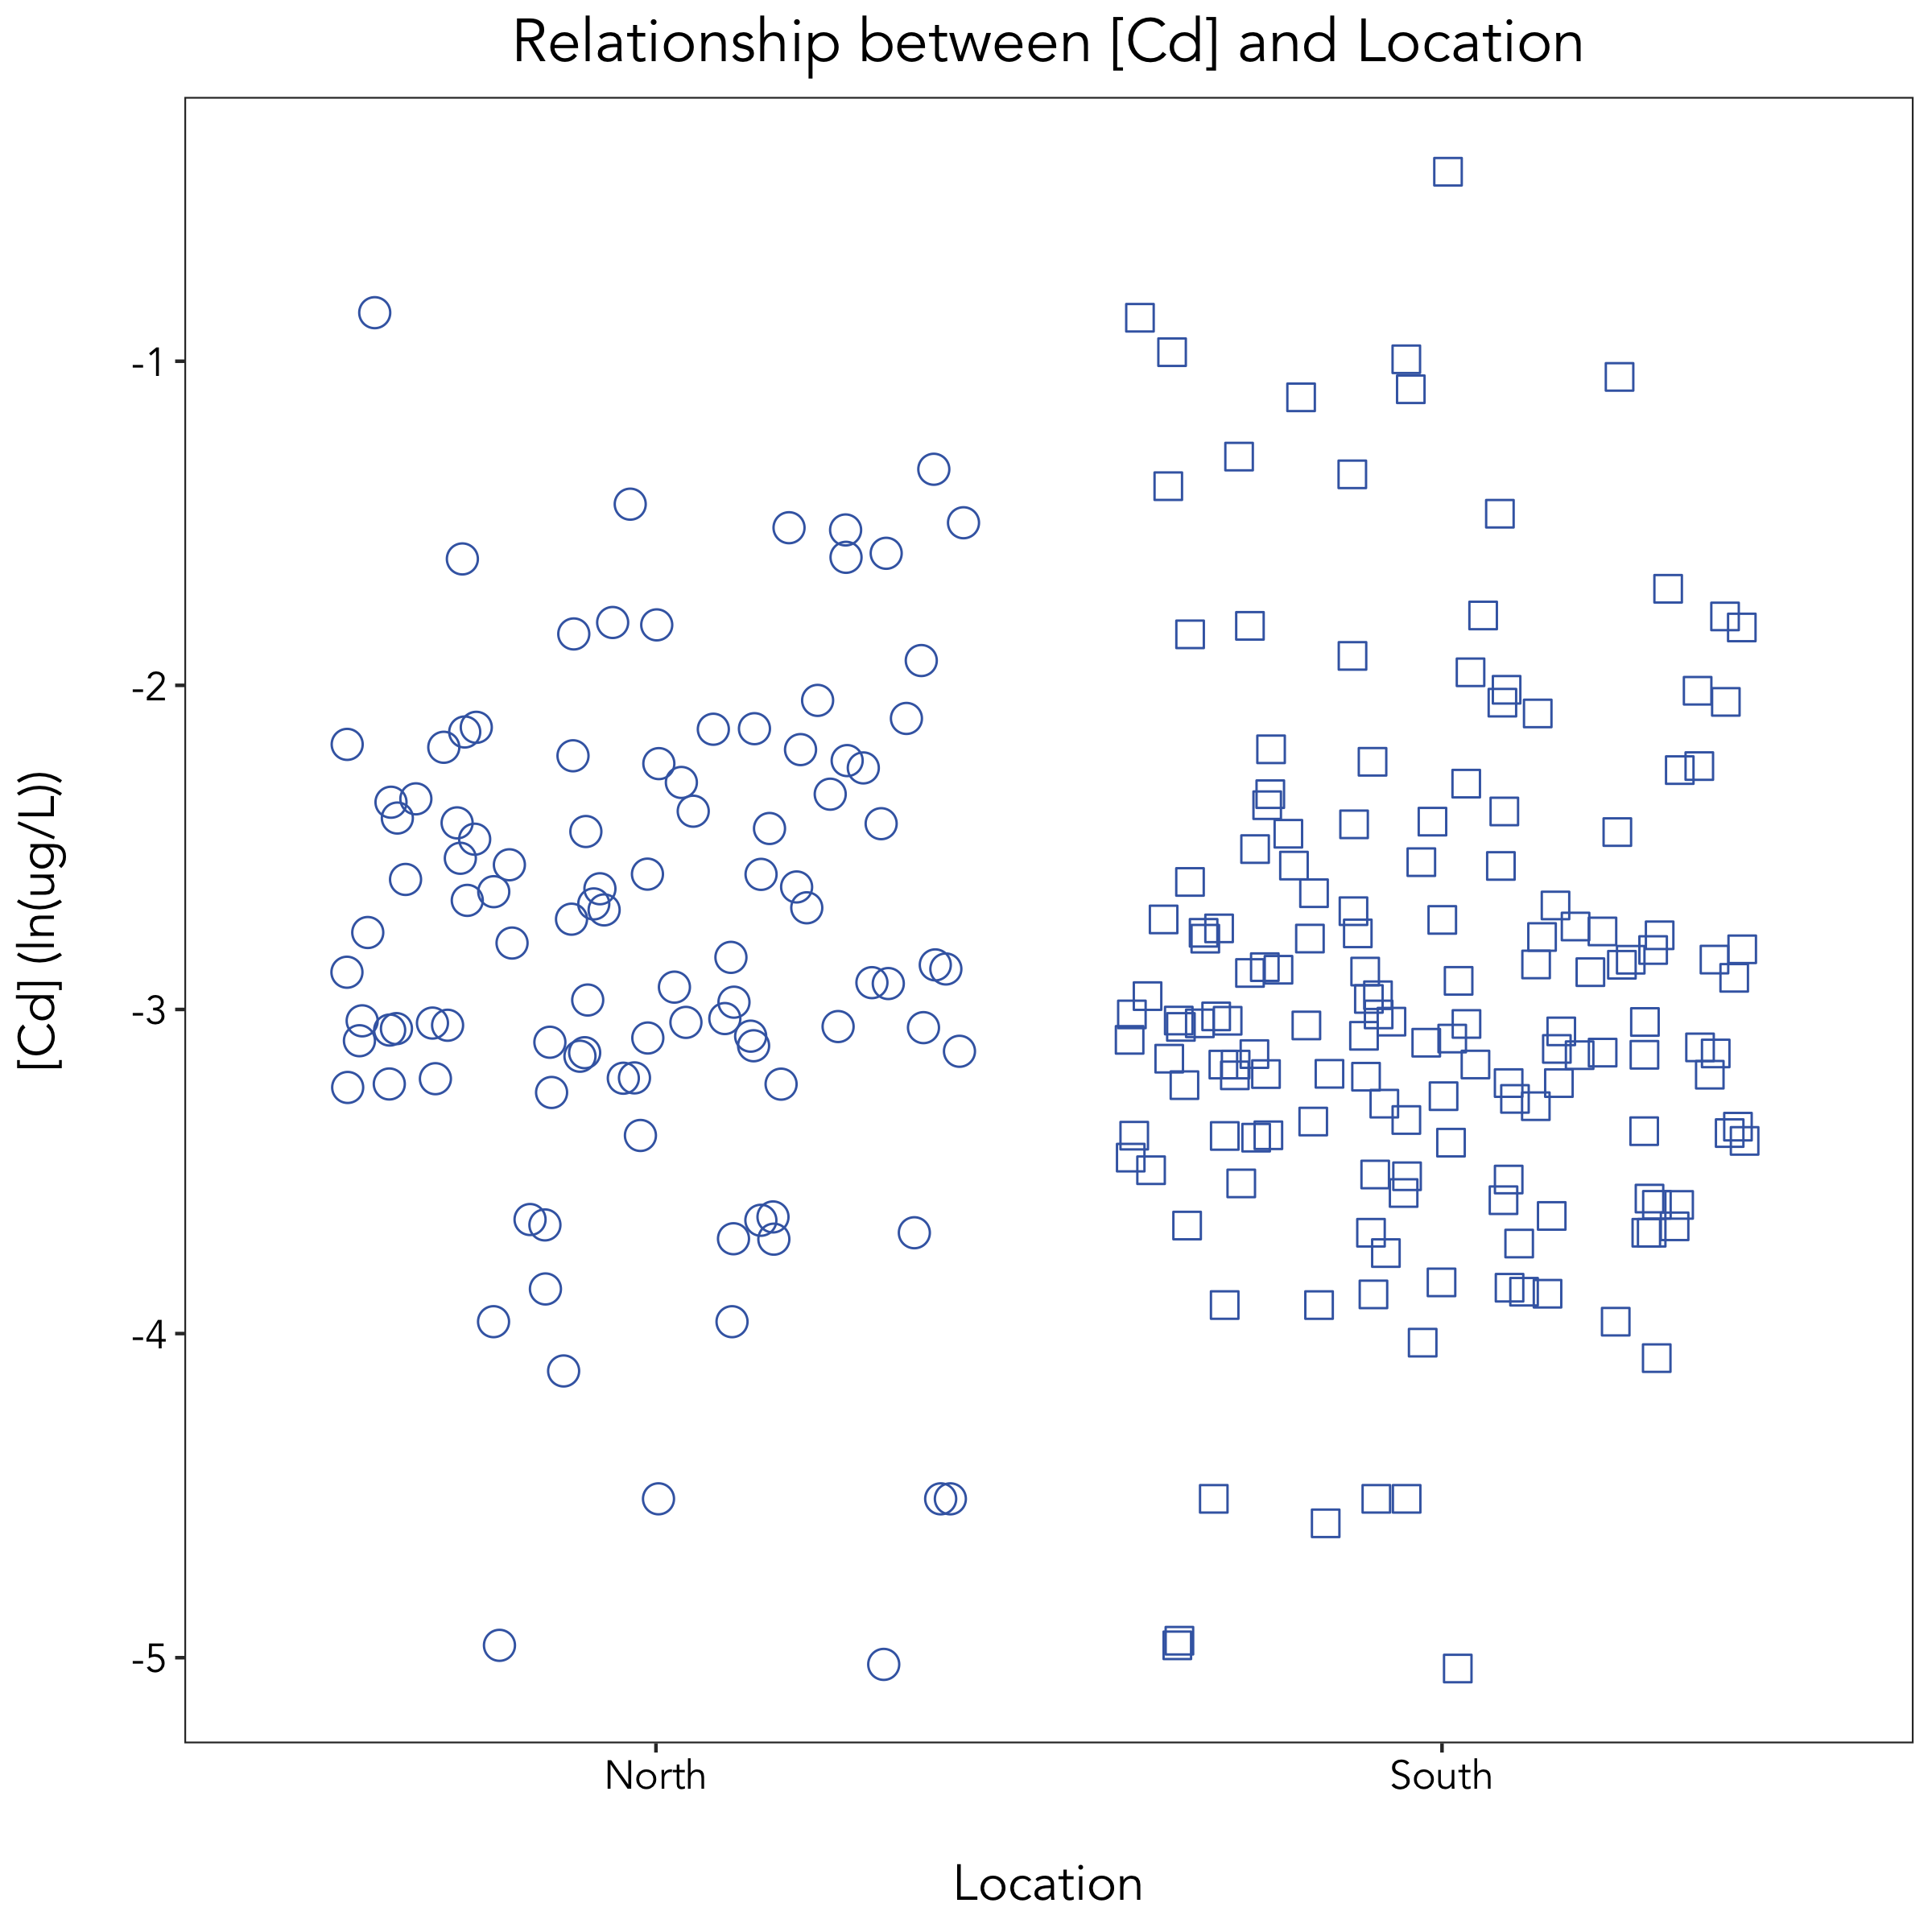 Relationship between [Cd] and Location
[Cd] (ln(ug/L))
-1
-2
-3
-4
-5
North
South
Location